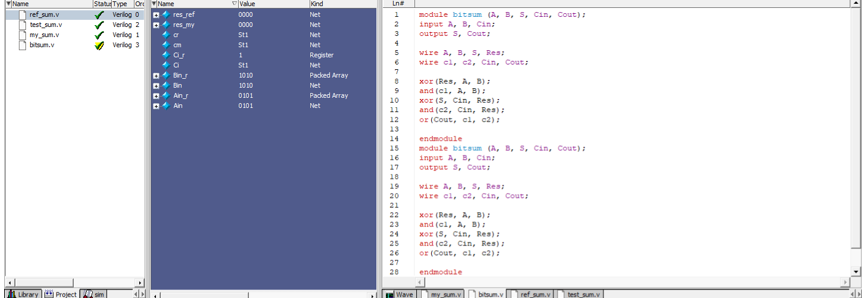 Name Status Type Orc
ref_sum.v Verilog 0
test_sum.v Verilog 2
my_sum.v Verilog 1
bitsum.v Verilog 3
Library Project sim
Name Value Kind
res_ref 0000 Net
res_my 0000 Net
cr St1 Net
cm St1 Net
Ci_r 1 Register
Ci St1 Net
Bin_r 1010 Packed Array
Bin 1010 Net
Ain_r 0101 Packed Array
Ain 0101 Net
Ln#
1 module bitsum (A, B, S, Cin, Cout);
2 input A, B, Cin;
3 output S, Cout;
4
5 wire A, B, S, Res;
6 wire c1, c2, Cin, Cout;
7
8 xor(Res, A, B);
9 and(c1, A, B);
10 xor(S, Cin, Res);
11 and(c2, Cin, Res);
12 or(Cout, c1, c2);
13
14 endmodule
15 module bitsum (A, B, S, Cin, Cout);
16 input A, B, Cin;
17 output S, Cout;
18
19 wire A, B, S, Res;
20 wire c1, c2, Cin, Cout;
21
22 xor(Res, A, B);
23 and(c1, A, B);
24 xor(S, Cin, Res);
25 and(c2, Cin, Res);
26 or(Cout, c1, c2);
27
28 endmodule
Wave my_sum.v bitsum.v ref_sum.v test_sum.v